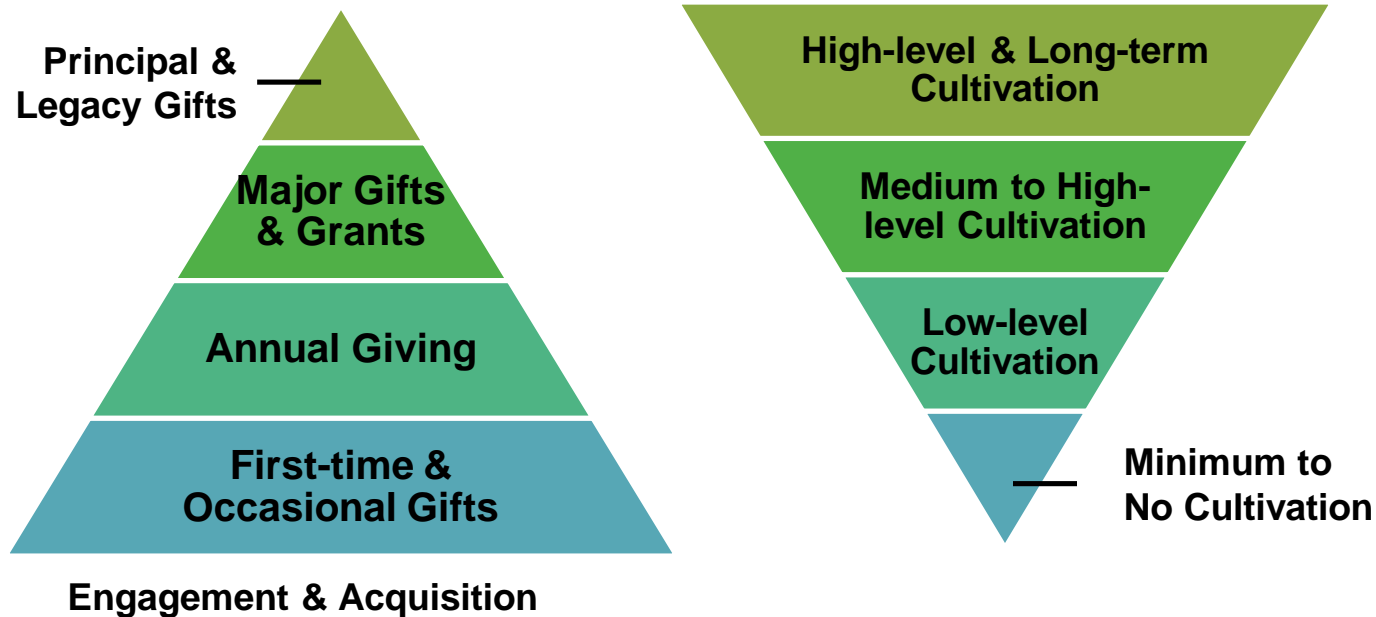 Principal &
Legacy Gifts
Major Gifts
& Grants
Annual Giving
First-time &
Occasional Gifts
Engagement & Acquisition
High-level & Long-term
Cultivation
Medium to High-
level Cultivation
Low-level
Cultivation
Minimum to
No Cultivation